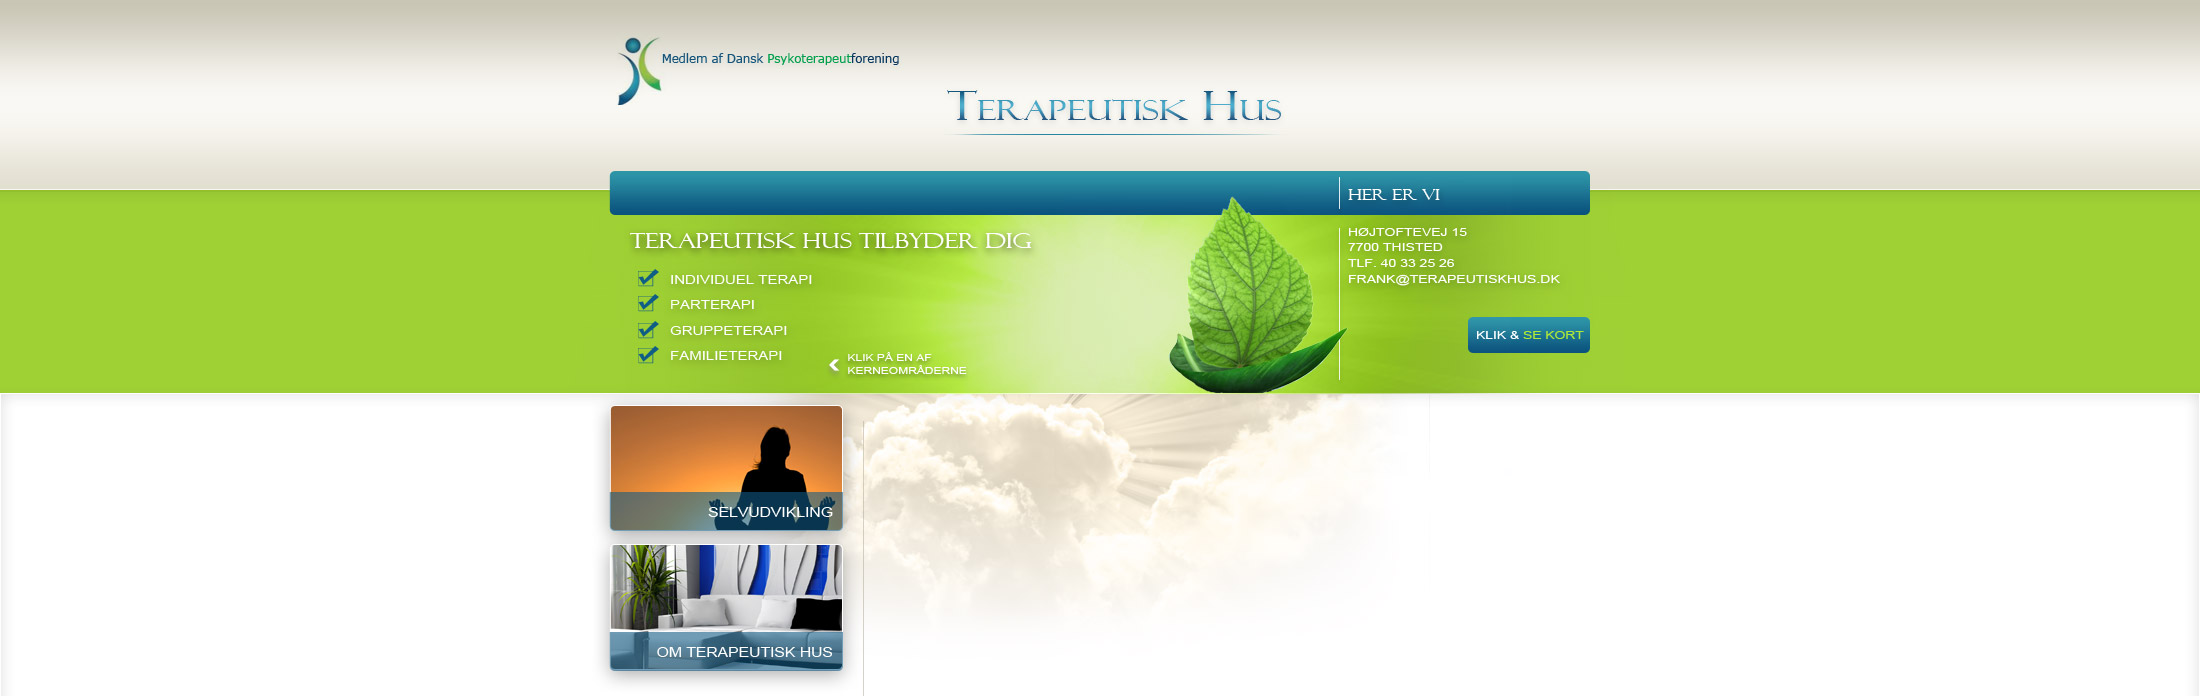 Medlem af Dansk Psykoterapeutforening
TERAPEUTISK HUS
HER ER VI
TERAPEUTISK HUS TILBYDER DIG
INDIVIDUEL TERAPI
PARTERAPI
GRUPPETERAPI
FAMILIETERAPI
KLIK PÅ EN AF
KERNEOMRÅDERNE
HØJTOFTEVEJ 15
7700 THISTED
TLF. 40 33 25 26
FRANK@TERAPEUTISKHUS.DK
KLIK & SE KORT
SELVUDVIKLING
OM TERAPEUTISK HUS